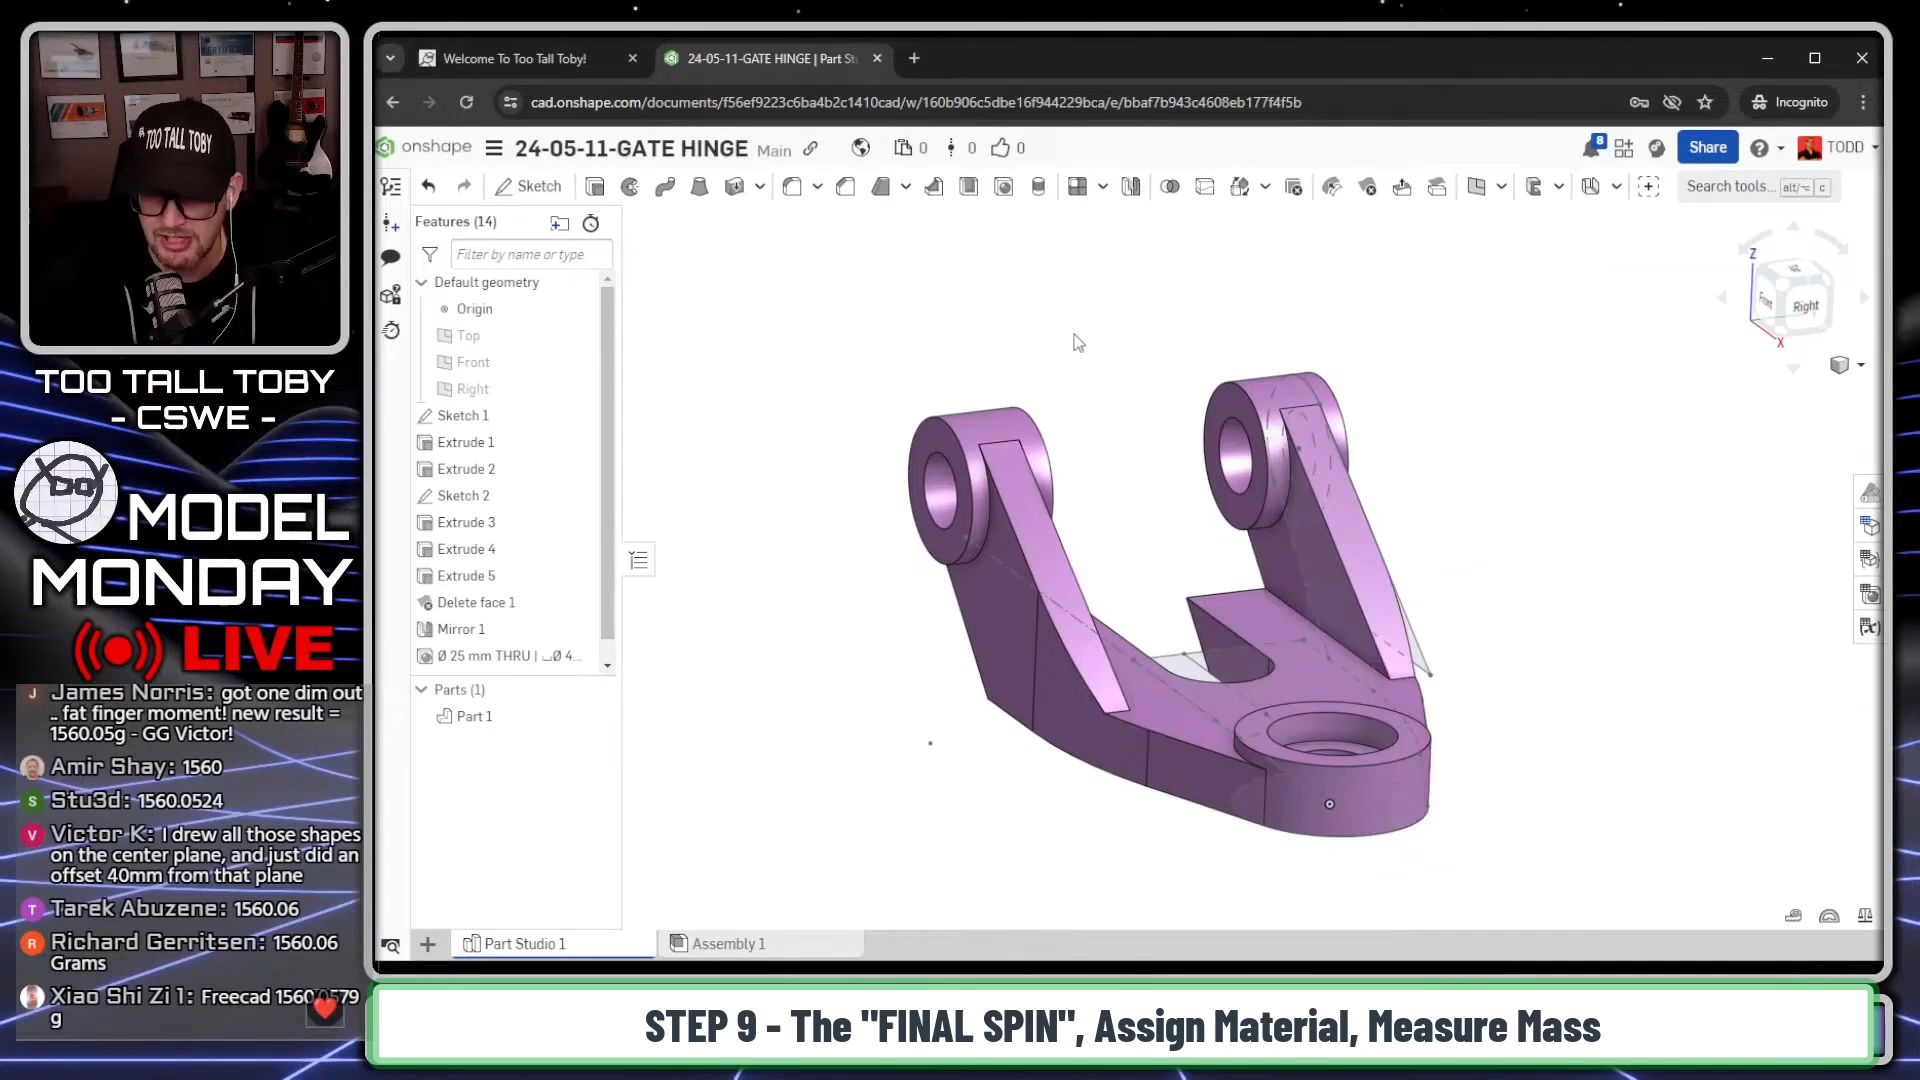 Welcome To Too Tall Toby!
24-05-11-GATE HINGE | Part Stu
cad.onshape.com/documents/f56ef9223c6ba4b2c1410cad/w/160b906c5dbe16f944229bca/e/bbaf7b943c4608eb177f4f5b
Incognito
onshape
24-05-11-GATE HINGE Main
0
0
0
8
Share
TODD
Sketch
Search tools... alt/⌥ c
Features (14)
Filter by name or type
Default geometry
Origin
Top
Front
Right
Sketch 1
Extrude 1
Extrude 2
Sketch 2
Extrude 3
Extrude 4
Extrude 5
Delete face 1
Mirror 1
Ø 25 mm THRU | ⌴Ø 4...
Parts (1)
Part 1
Z
Front
Right
X
Part Studio 1
Assembly 1
TOO TALL TOBY
TOO TALL TOBY
- CSWE -
MODEL
MONDAY
LIVE
J James Norris: got one dim out
.. fat finger moment! new result =
1560.05g - GG Victor!
Amir Shay: 1560
S Stu3d: 1560.0524
V Victor K: I drew all those shapes
on the center plane, and just did an
offset 40mm from that plane
T Tarek Abuzene: 1560.06
R Richard Gerritsen: 1560.06
Grams
Xiao Shi Zi 1: Freecad 1560.0579
g
STEP 9 - The "FINAL SPIN", Assign Material, Measure Mass